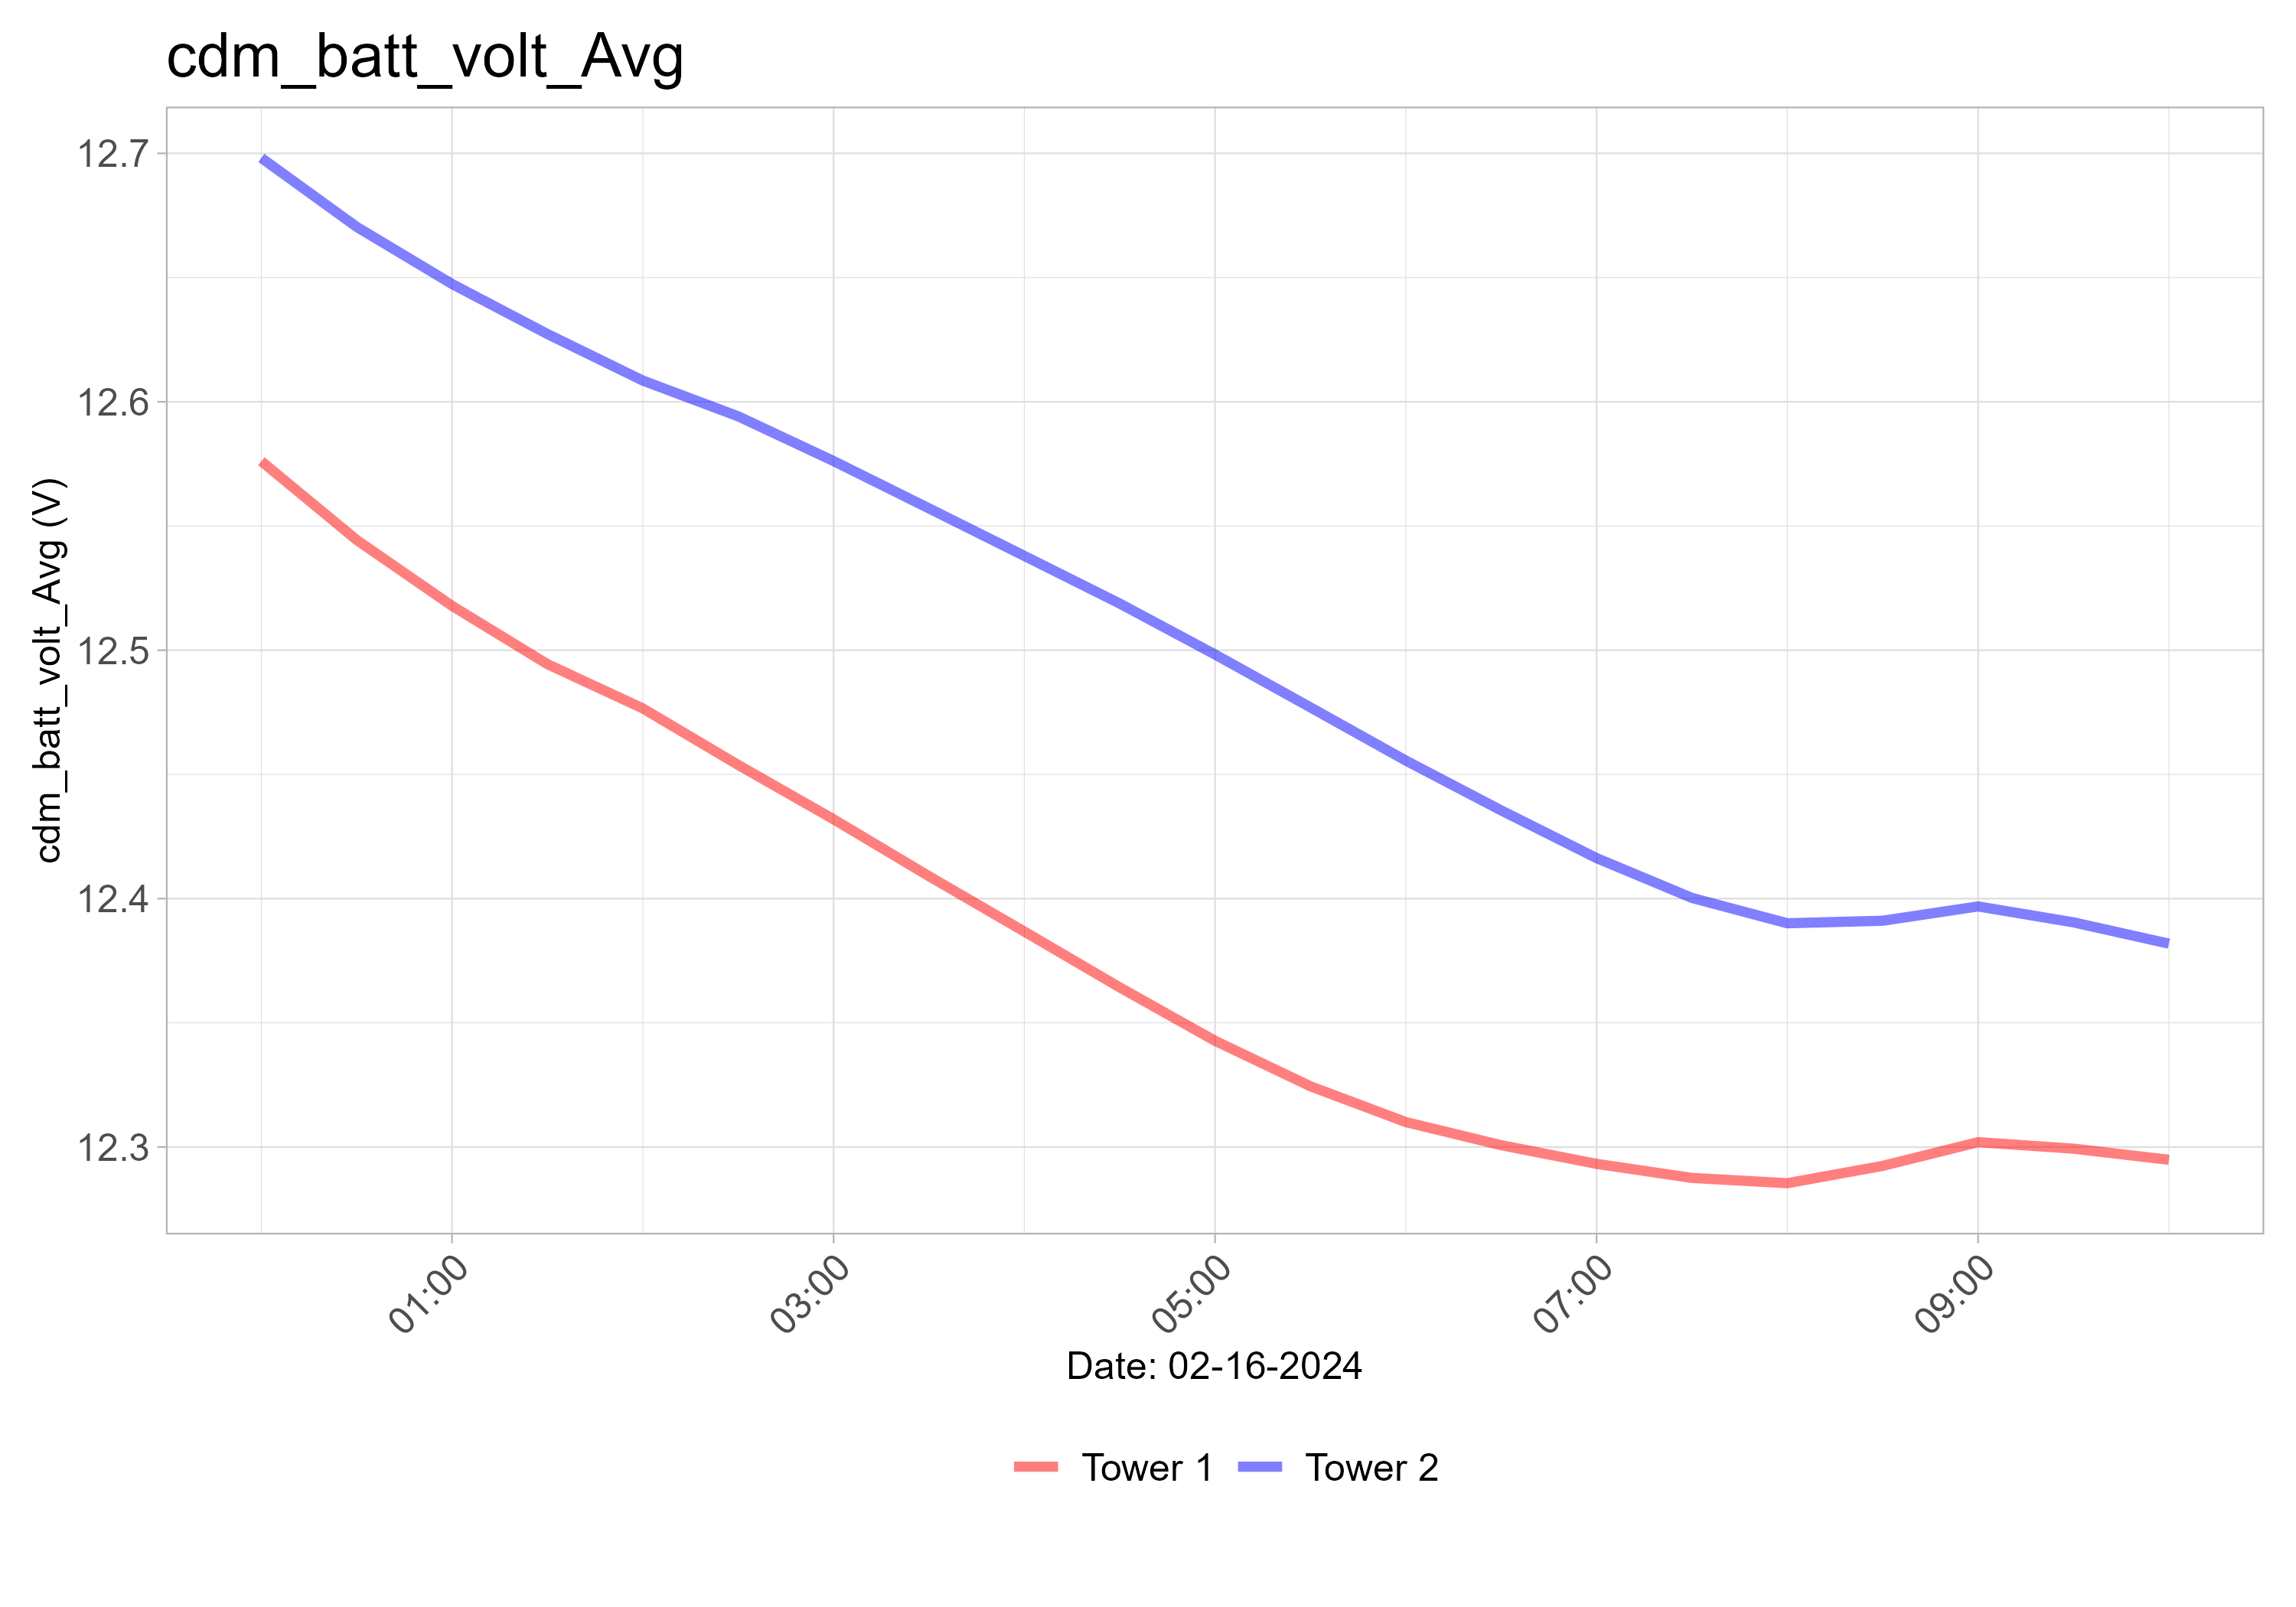 cdm_batt_volt_Avg
cdm_batt_volt_Avg (V)
12.7
12.6
12.5
12.4
12.3
01:00
03:00
05:00
07:00
09:00
Date: 02-16-2024
Tower 1
Tower 2